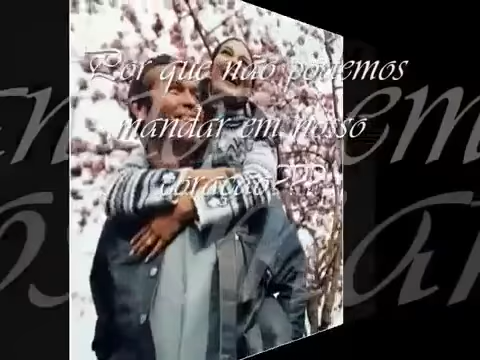 Por que não podemos
mandar em nosso
coração???